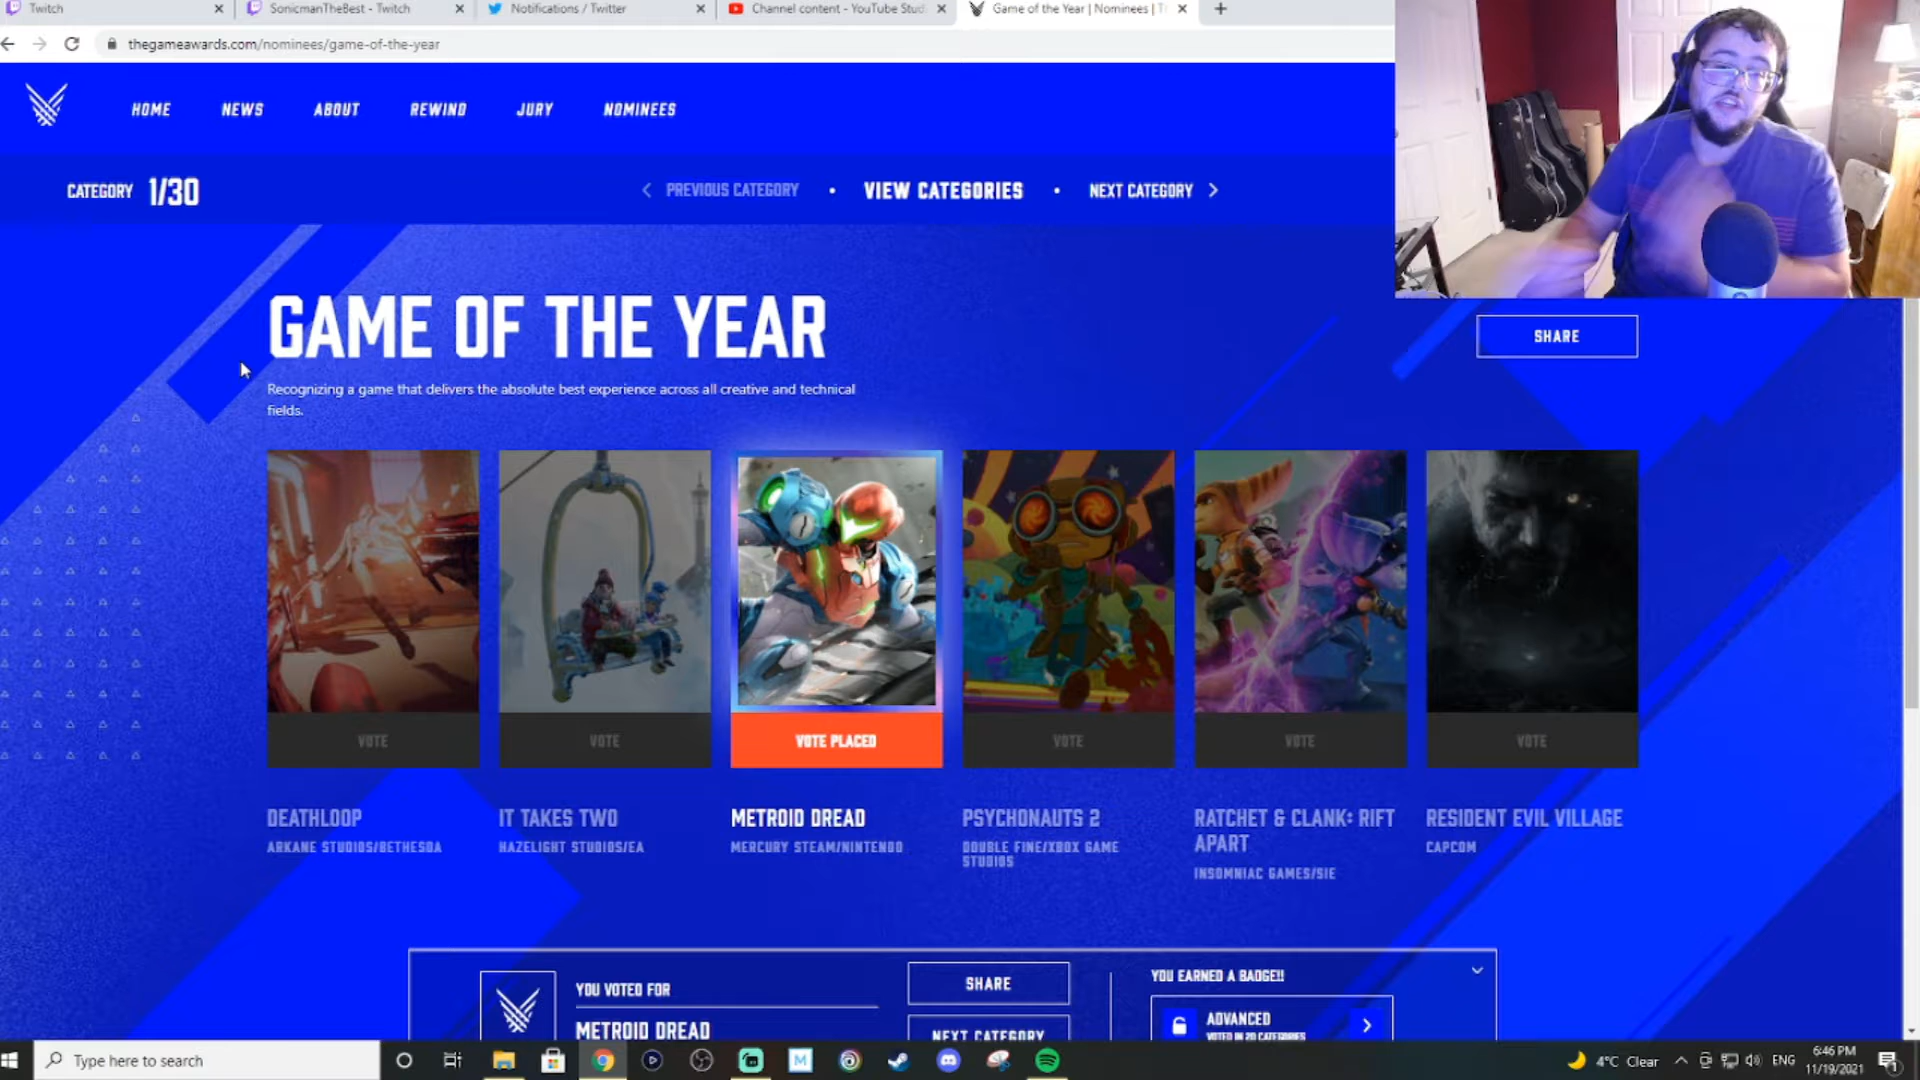 Twitch
SonicmanTheBest - Twitch
Notifications / Twitter
Channel content - YouTube Stud
Game of the Year | Nominees | T
thegameawards.com/nominees/game-of-the-year
HOME
NEWS
ABOUT
REWIND
JURY
NOMINEES
CATEGORY 1/30
PREVIOUS CATEGORY
VIEW CATEGORIES
NEXT CATEGORY
GAME OF THE YEAR
SHARE
Recognizing a game that delivers the absolute best experience across all creative and technical
fields.
VOTE
VOTE
VOTE PLACED
VOTE
VOTE
VOTE
DEATHLOOP
ARKANE STUDIOS/BETHESDA
IT TAKES TWO
HAZELIGHT STUDIOS/EA
METROID DREAD
MERCURY STEAM/NINTENDO
PSYCHONAUTS 2
DOUBLE FINE/XBOX GAME
STUDIOS
RATCHET & CLANK: RIFT
APART
INSOMNIAC GAMES/SIE
RESIDENT EVIL VILLAGE
CAPCOM
YOU VOTED FOR
METROID DREAD
SHARE
NEXT CATEGORY
YOU EARNED A BADGE!!
ADVANCED
VOTED IN 20 CATEGORIES
Type here to search
M
4°C Clear
ENG
6:46 PM
11/19/2021
1